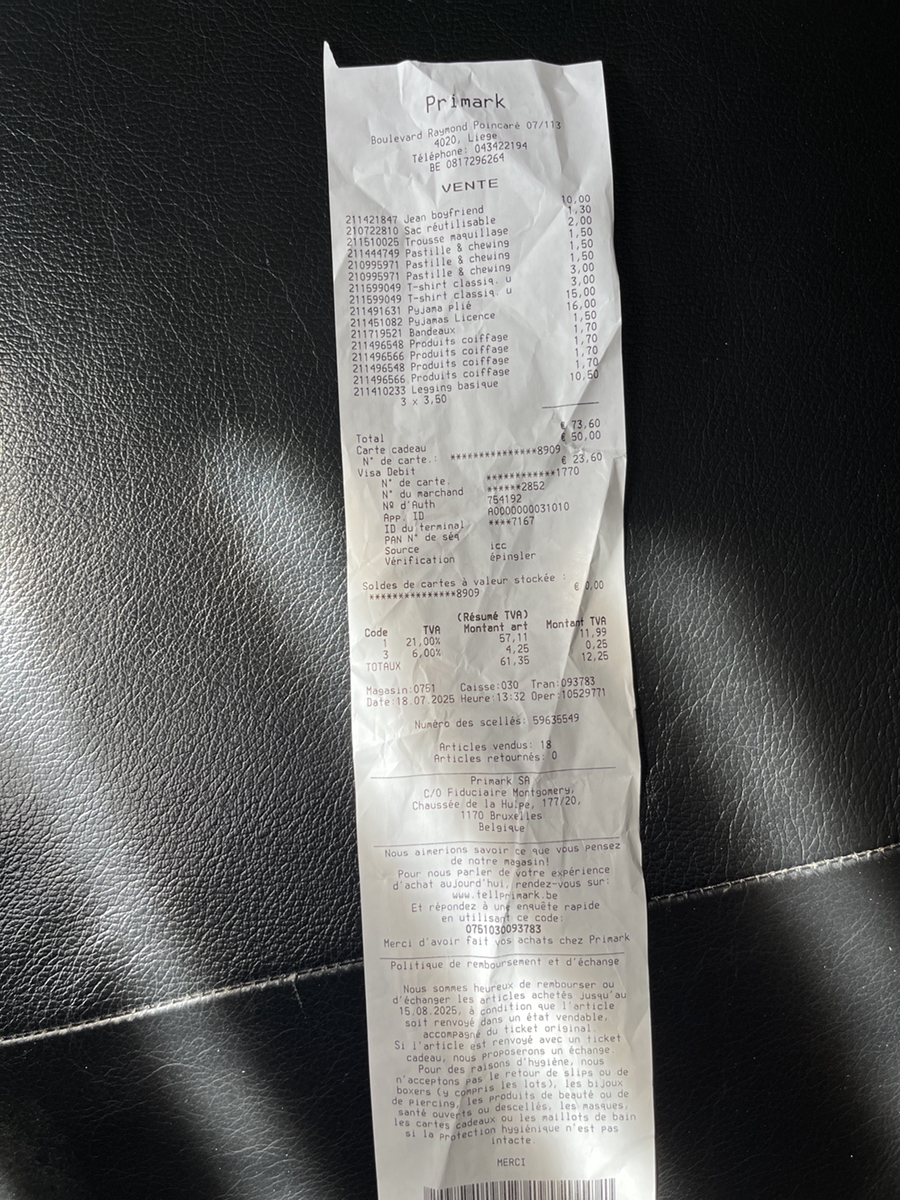 Primark
Boulevard Raymond Poincaré 07/113
4020, Liege
Téléphone: 043422194
BE 0817296264
VENTE
211421847 Jean boyfriend 10,00
210722810 Sac réutilisable 1,30
211510025 Trousse maquillage 2,00
211444749 Pastille & chewing 1,50
210995971 Pastille & chewing 1,50
210995971 Pastille & chewing 1,50
211599049 T-shirt classiq. u 3,00
211599049 T-shirt classiq. u 3,00
211491631 Pyjama plié 15,00
211451082 Pyjamas Licence 16,00
211719521 Bandeaux 1,50
211496548 Produits coiffage 1,70
211496566 Produits coiffage 1,70
211496548 Produits coiffage 1,70
211496566 Produits coiffage 1,70
211410233 Legging basique 10,50
3 x 3,50
Total € 73,60
Carte cadeau € 50,00
N° de carte.: ***************8909
Visa Debit € 23,60
N° de carte. ************1770
N° du marchand ******2852
Nº d'Auth 754192
App. ID A0000000031010
ID du terminal ****7167
PAN N° de séq
Source icc
Vérification épingler
Soldes de cartes à valeur stockée : € 0,00
***************8909
(Résumé TVA)
Code TVA Montant art Montant TVA
1 21,00% 57,11 11,99
3 6,00% 4,25 0,25
TOTAUX 61,35 12,25
Magasin:0751 Caisse:030 Tran:093783
Date:18.07.2025 Heure:13:32 Oper:10529771
Numéro des scellés: 59635549
Articles vendus: 18
Articles retournés: 0
Primark SA
C/O Fiduciaire Montgomery,
Chaussée de la Hulpe, 177/20,
1170 Bruxelles
Belgique
Nous aimerions savoir ce que vous pensez
de notre magasin!
Pour nous parler de votre expérience
d'achat aujourd'hui, rendez-vous sur:
www.tellprimark.be
Et répondez à une enquête rapide
en utilisant ce code:
0751030093783
Merci d'avoir fait vos achats chez Primark
Politique de remboursement et d'échange
Nous sommes heureux de rembourser ou
d'échanger les articles achetés jusqu'au
15.08.2025, à condition que l'article
soit renvoyé dans un état vendable,
accompagné du ticket original.
Si l'article est renvoyé avec un ticket
cadeau, nous proposerons un échange.
Pour des raisons d'hygiène, nous
n'acceptons pas le retour de slips ou de
boxers (y compris les lots), les bijoux
de piercing, les produits de beauté ou de
santé ouverts ou descellés, les masques,
les cartes cadeaux ou les maillots de bain
si la protection hygiénique n'est pas
intacte.
MERCI